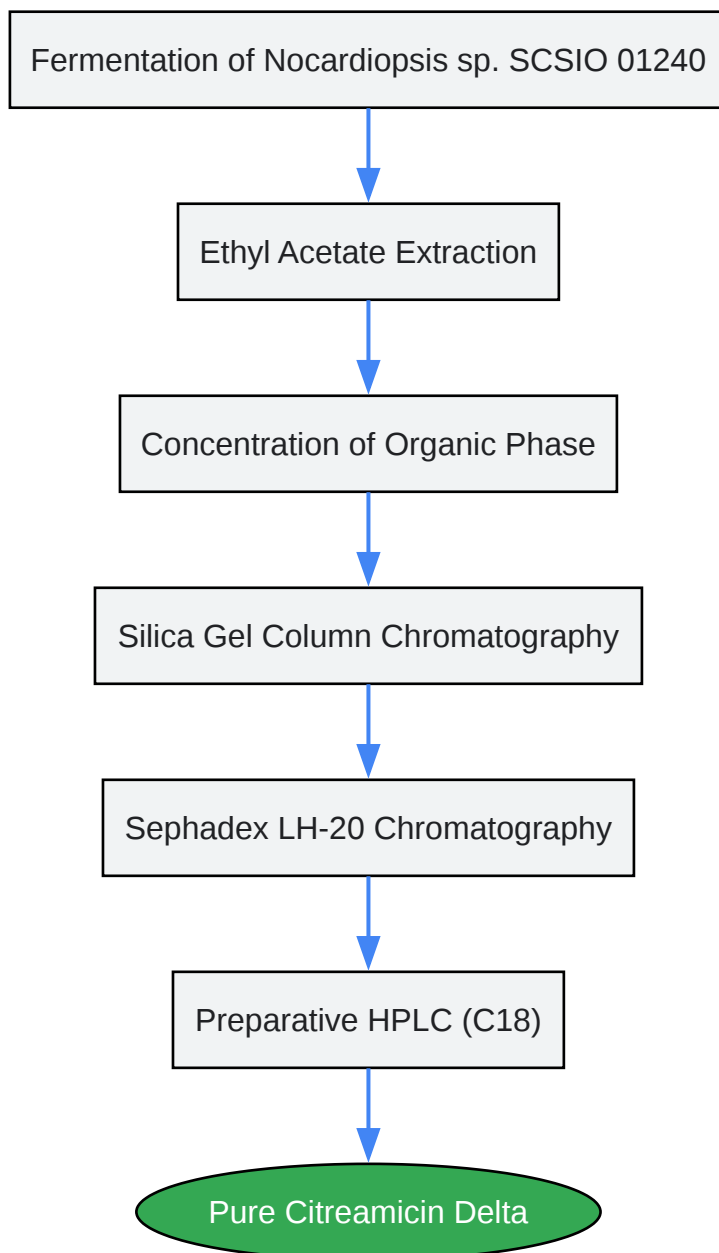 Fermentation of Nocardiopsis sp. SCSIO 01240
Ethyl Acetate Extraction
Concentration of Organic Phase
Silica Gel Column Chromatography
Sephadex LH-20 Chromatography
Preparative HPLC (C18)
Pure Citreamicin Delta